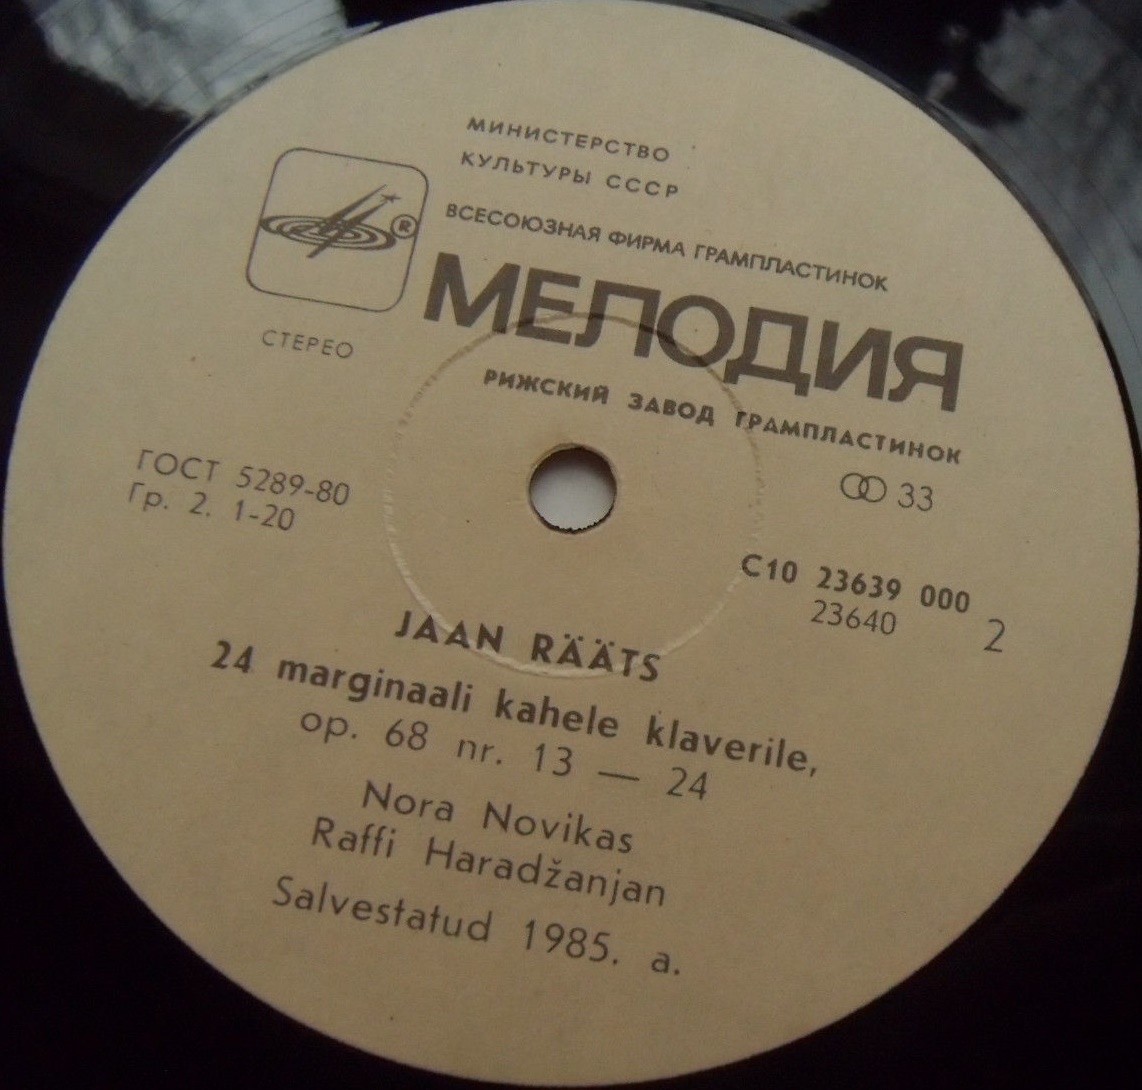 МИНИСТЕРСТВО
КУЛЬТУРЫ СССР
ВСЕСОЮЗНАЯ ФИРМА ГРАМПЛАСТИНОК
МЕЛОДИЯ
®
СТЕРЕО
РИЖСКИЙ ЗАВОД ГРАМПЛАСТИНОК
33
ГОСТ 5289-80
Гр. 2. 1-20
С10 23639 000
23640
2
JAAN RÄÄTS
24 marginaali kahele klaverile,
op. 68 nr. 13 — 24
Nora Novikas
Raffi Haradžanjan
Salvestatud 1985. a.